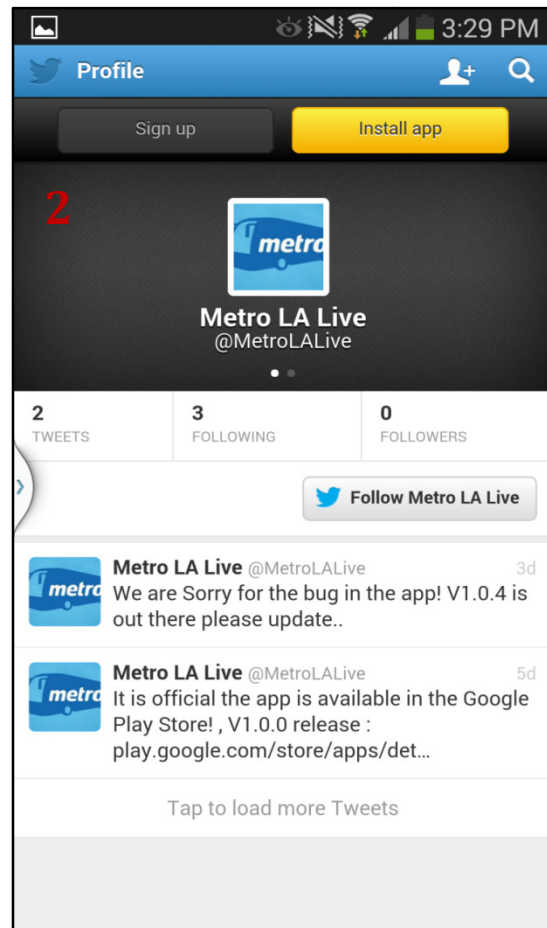 3:29 PM
Profile
Sign up
Install app
2
metro
Metro LA Live
@MetroLALive
2
3
0
TWEETS
FOLLOWING
FOLLOWERS
Follow Metro LA Live
metro
Metro LA Live @MetroLALive 3d
We are Sorry for the bug in the app! V1.0.4 is
out there please update..
metro
Metro LA Live @MetroLALive 5d
It is official the app is available in the Google
Play Store! , V1.0.0 release :
play.google.com/store/apps/det…
Tap to load more Tweets